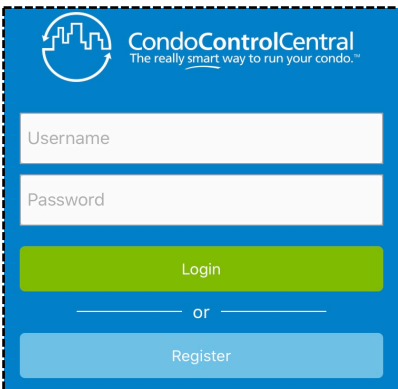 CondoControlCentral
The really smart way to run your condo.™
Username
Password
Login
or
Register